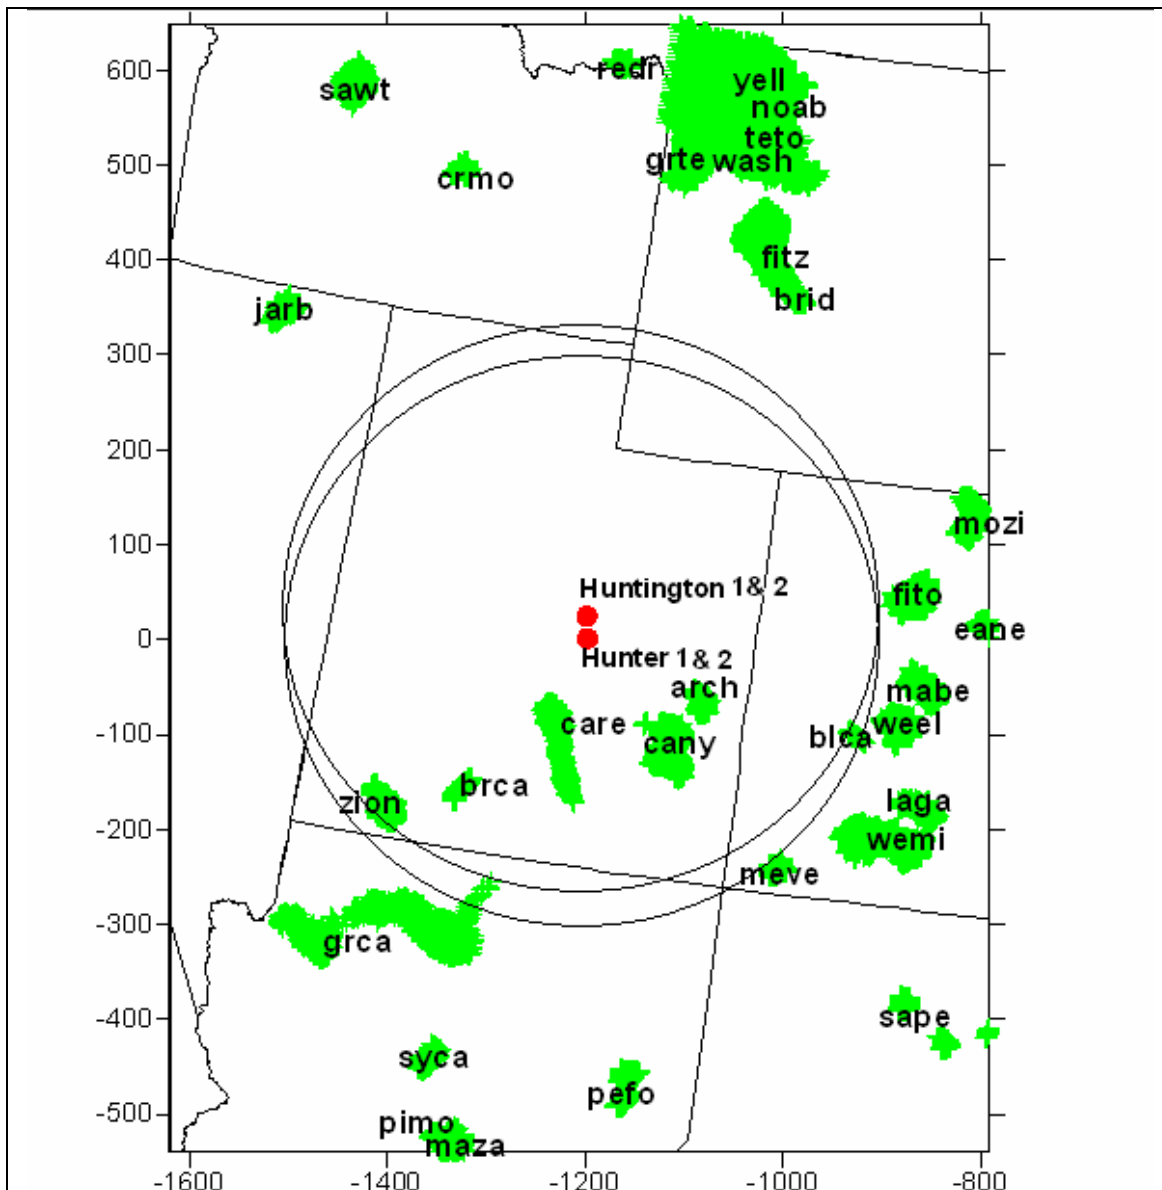 600
redr
yell
sawt
noab
teto
500
grte wash
crmo
400
fitz
brid
jarb
300
200
mozi
100
Huntington 1& 2
fito
0
eane
Hunter 1& 2
arch
mabe
care
weel
-100
blca
cany
brca
zion
laga
-200
wemi
meve
-300
grca
-400
sape
syca
-500
pefo
pimo
maza
-1600
-1400
-1200
-1000
-800